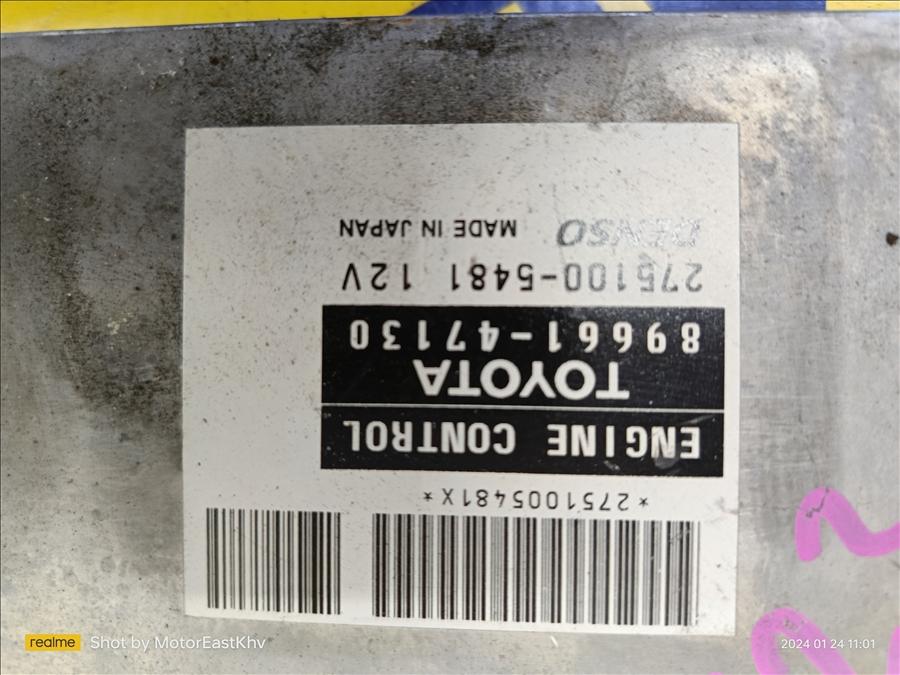 *2751005481X*
ENGINE CONTROL
TOYOTA
89661-47130
275100-5481 12V
DENSO MADE IN JAPAN
realme Shot by MotorEastKhv
2024 01 24 11:01